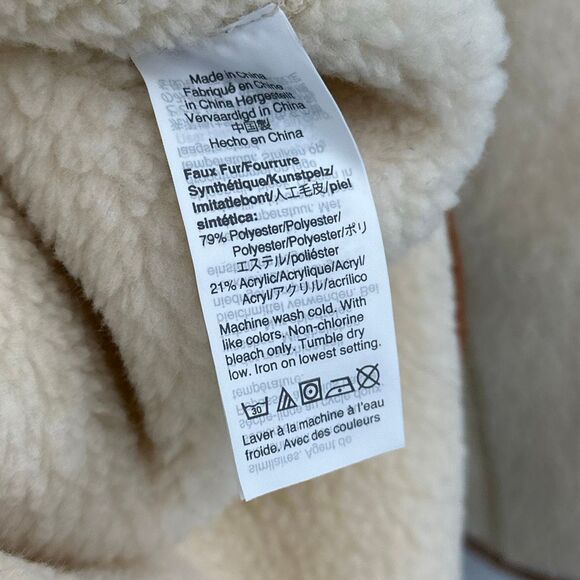 Made in China
Fabriqué en Chine
in China Hergestellt
Vervaardigd in China
中国製
Hecho en China
Faux Fur/Fourrure
Synthétique/Kunstpelz/
Imitatiebont/人工毛皮/piel
sintética:
79% Polyester/Polyester/
Polyester/Polyester/ポリ
エステル/poliéster
21% Acrylic/Acrylique/Acryl/
Acryl/アクリル/acrílico
Machine wash cold. With
like colors. Non-chlorine
bleach only. Tumble dry
low. Iron on lowest setting.
30
Laver à la machine à l'eau
froide. Avec des couleurs